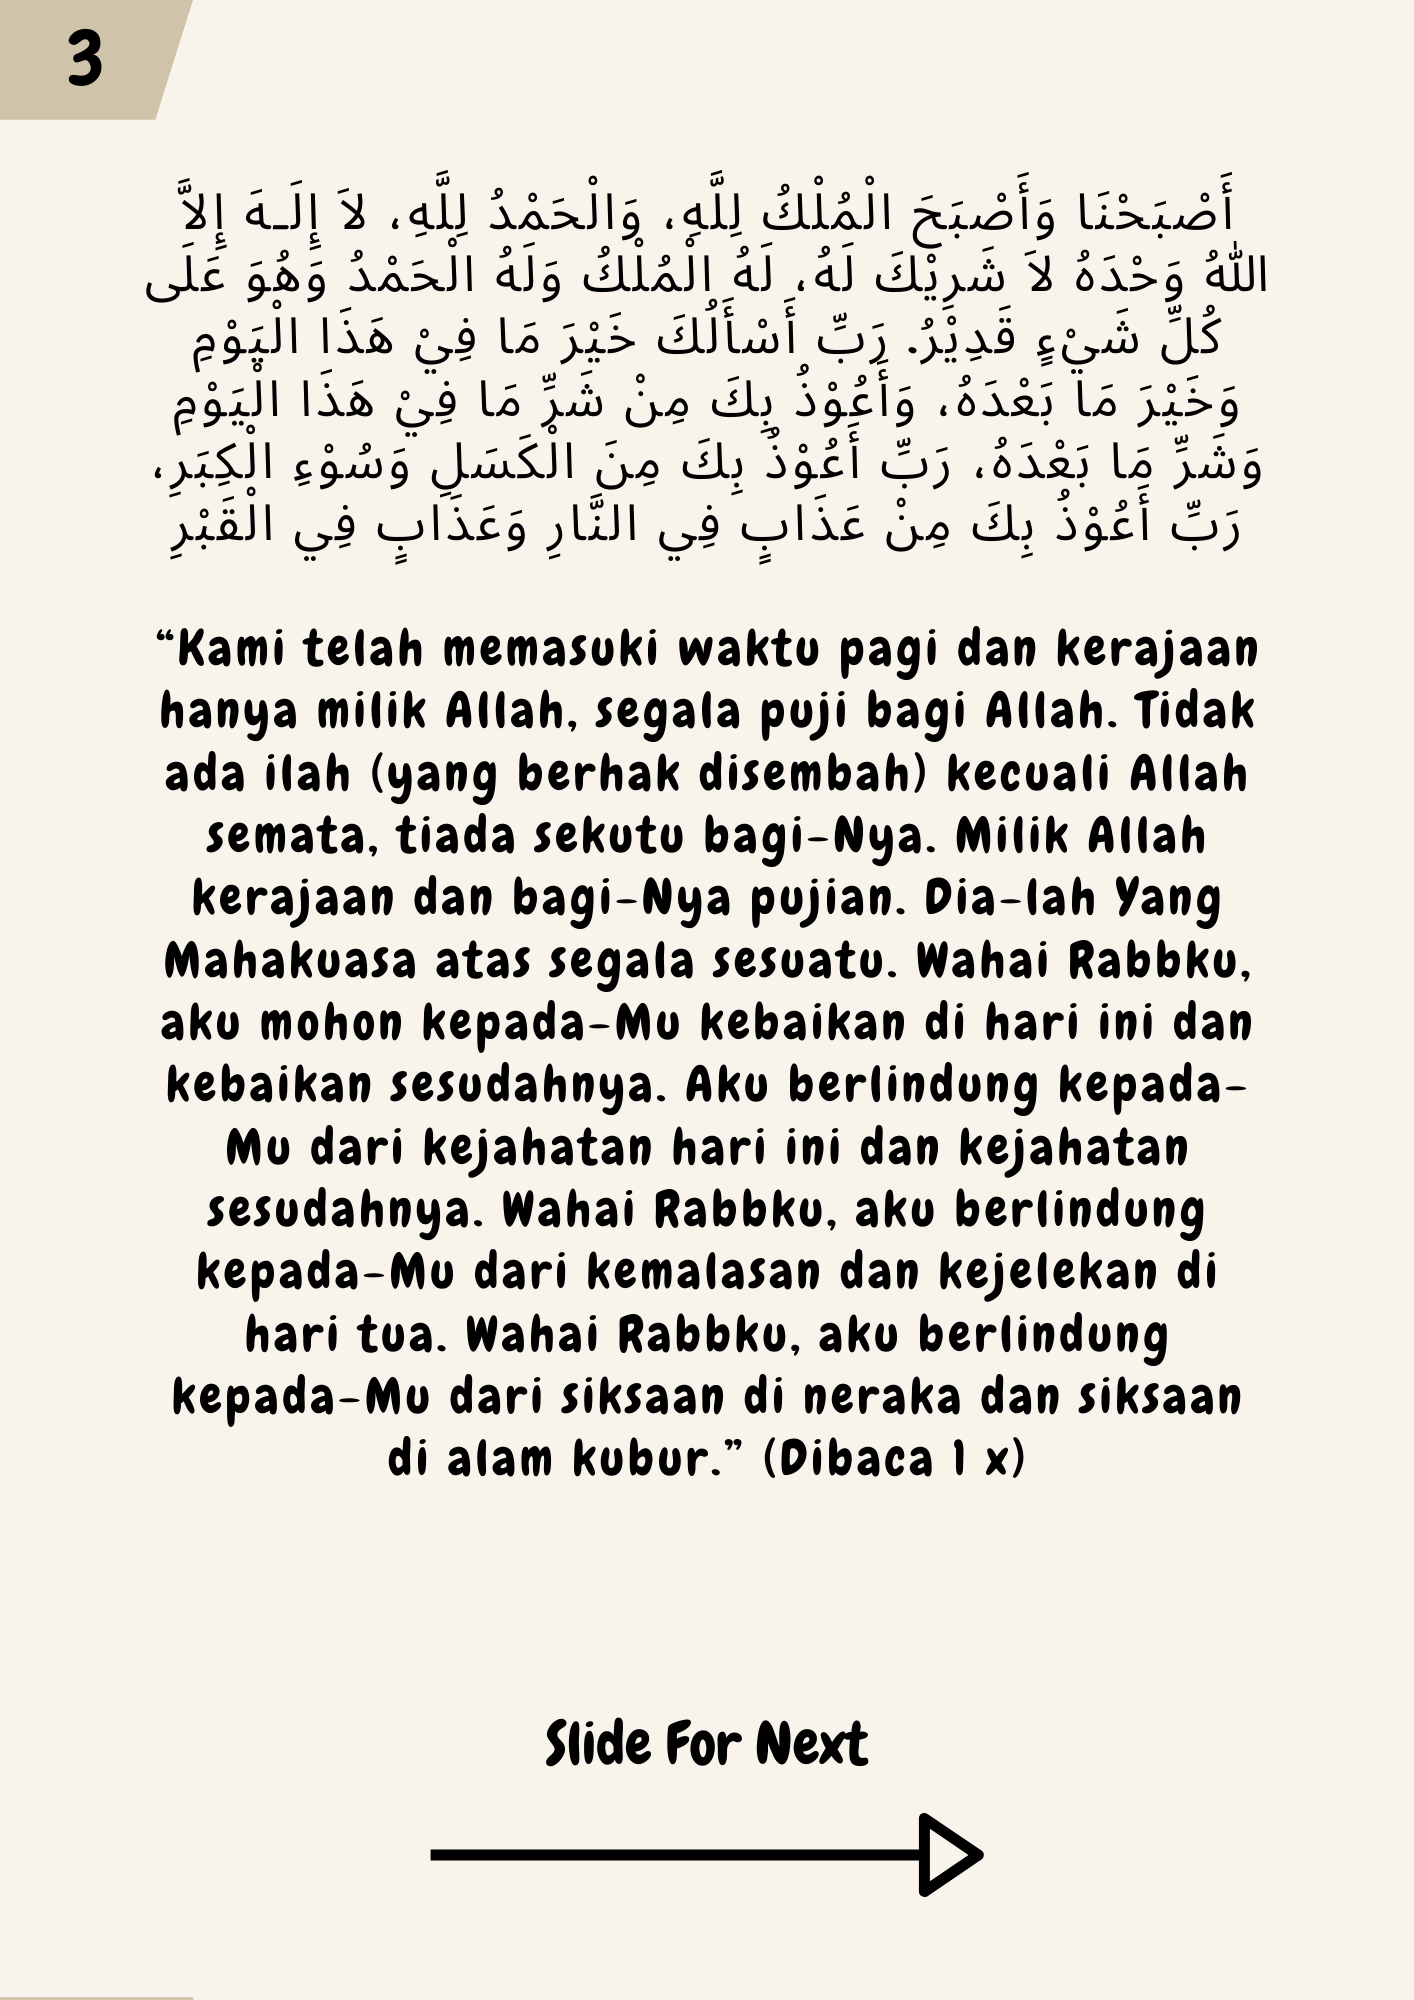 3
أَصْبَحْنَا وَأَصْبَحَ الْمُلْكُ لِلَّهِ، وَالْحَمْدُ لِلَّهِ، لاَ إِلَـهَ إِلاَّ
اللهُ وَحْدَهُ لاَ شَرِيْكَ لَهُ، لَهُ الْمُلْكُ وَلَهُ الْحَمْدُ وَهُوَ عَلَى
كُلِّ شَيْءٍ قَدِيْرُ. رَبِّ أَسْأَلُكَ خَيْرَ مَا فِيْ هَذَا الْيَوْمِ
وَخَيْرَ مَا بَعْدَهُ، وَأَعُوْذُ بِكَ مِنْ شَرِّ مَا فِيْ هَذَا الْيَوْمِ
وَشَرِّ مَا بَعْدَهُ، رَبِّ أَعُوْذُ بِكَ مِنَ الْكَسَلِ وَسُوْءِ الْكِبَرِ،
رَبِّ أَعُوْذُ بِكَ مِنْ عَذَابٍ فِي النَّارِ وَعَذَابٍ فِي الْقَبْرِ
“Kami telah memasuki waktu pagi dan kerajaan
hanya milik Allah, segala puji bagi Allah. Tidak
ada ilah (yang berhak disembah) kecuali Allah
semata, tiada sekutu bagi-Nya. Milik Allah
kerajaan dan bagi-Nya pujian. Dia-lah Yang
Mahakuasa atas segala sesuatu. Wahai Rabbku,
aku mohon kepada-Mu kebaikan di hari ini dan
kebaikan sesudahnya. Aku berlindung kepada-
Mu dari kejahatan hari ini dan kejahatan
sesudahnya. Wahai Rabbku, aku berlindung
kepada-Mu dari kemalasan dan kejelekan di
hari tua. Wahai Rabbku, aku berlindung
kepada-Mu dari siksaan di neraka dan siksaan
di alam kubur.” (Dibaca 1 x)
Slide For Next